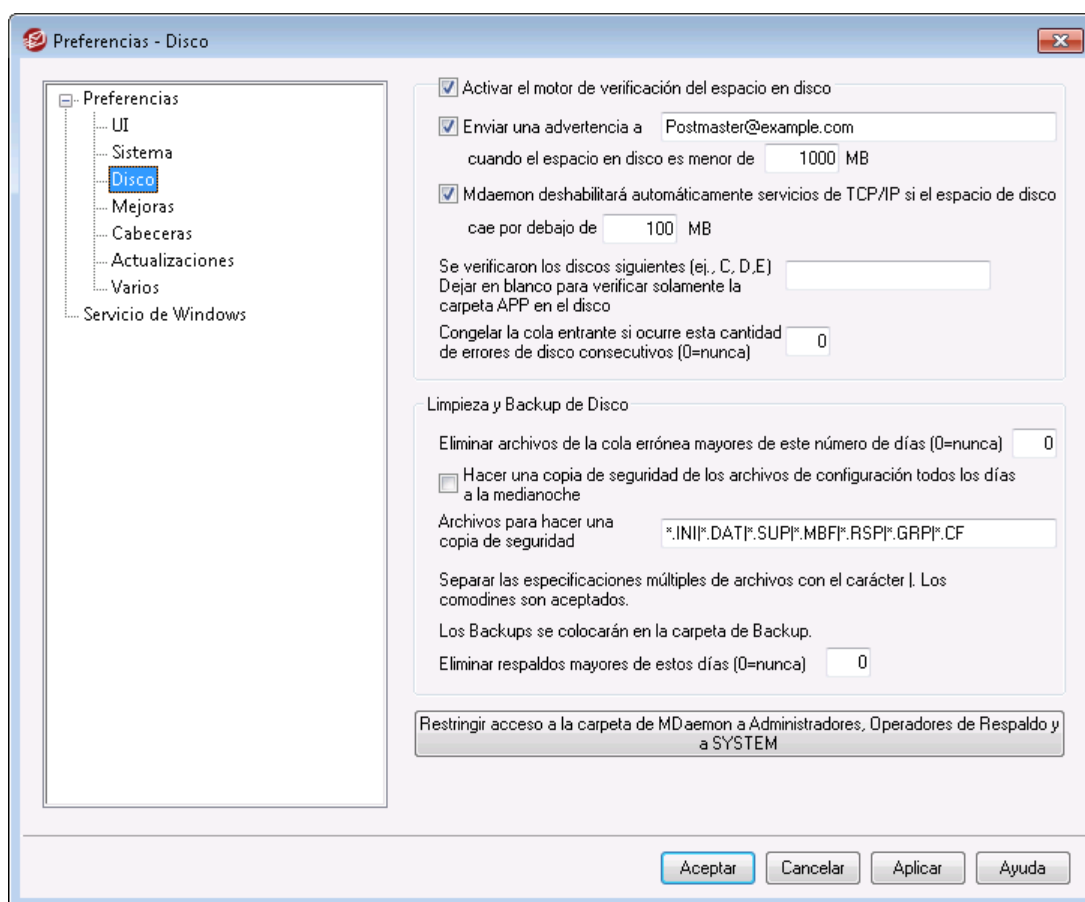 Preferencias - Disco
Preferencias
UI
Sistema
Disco
Mejoras
Cabeceras
Actualizaciones
Varios
Servicio de Windows
Activar el motor de verificación del espacio en disco
Enviar una advertencia a Postmaster@example.com
cuando el espacio en disco es menor de 1000 MB
Mdaemon deshabilitará automáticamente servicios de TCP/IP si el espacio de disco
cae por debajo de 100 MB
Se verificaron los discos siguientes (ej., C, D,E)
Dejar en blanco para verificar solamente la
carpeta APP en el disco
Congelar la cola entrante si ocurre esta cantidad
de errores de disco consecutivos (0=nunca) 0
Limpieza y Backup de Disco
Eliminar archivos de la cola errónea mayores de este número de días (0=nunca) 0
Hacer una copia de seguridad de los archivos de configuración todos los días
a la medianoche
Archivos para hacer una
copia de seguridad *.INI|*.DAT|*.SUP|*.MBF|*.RSP|*.GRP|*.CF
Separar las especificaciones múltiples de archivos con el carácter |. Los
comodines son aceptados.
Los Backups se colocarán en la carpeta de Backup.
Eliminar respaldos mayores de estos días (0=nunca) 0
Restringir acceso a la carpeta de MDaemon a Administradores, Operadores de Respaldo y
a SYSTEM
Aceptar Cancelar Aplicar Ayuda